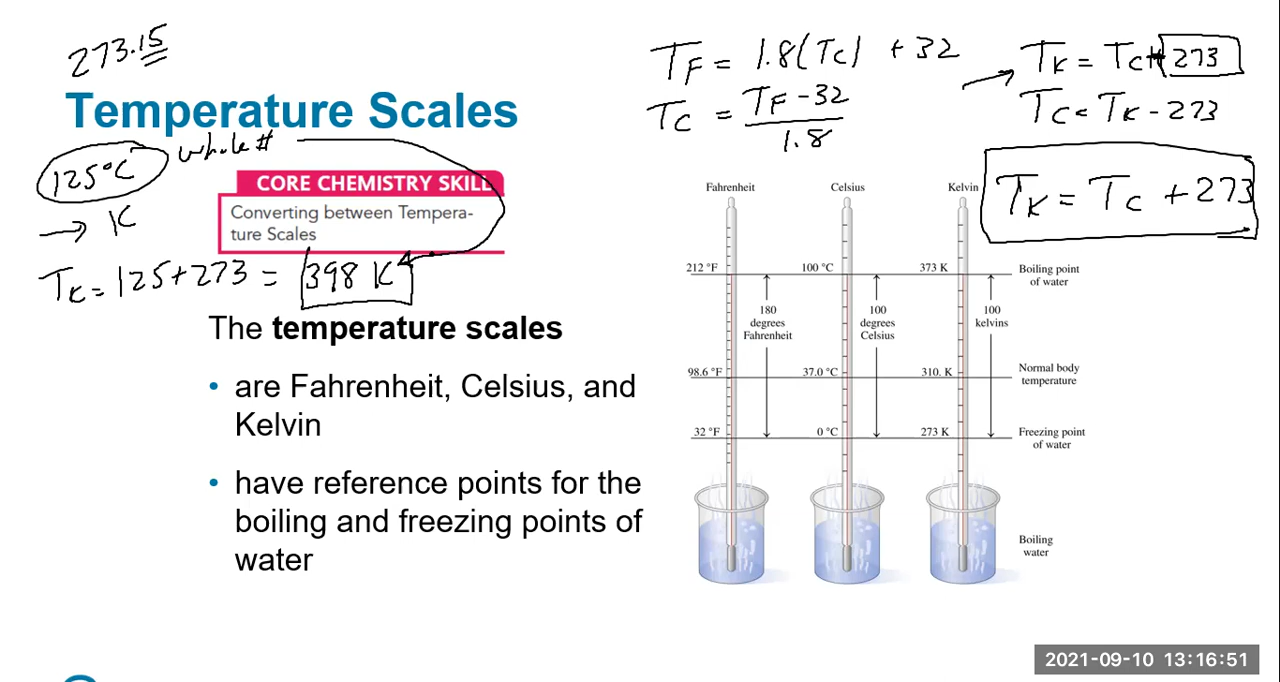 273.15
Temperature Scales
125°C whole #
→ K
CORE CHEMISTRY SKILL
Converting between Tempera-
ture Scales
TK = 125 + 273 = 398 K
The temperature scales
• are Fahrenheit, Celsius, and
Kelvin
• have reference points for the
boiling and freezing points of
water
TF = 1.8(TC) + 32
TC = TF - 32
1.8
→ TK = TC + 273
TC = TK - 273
TK = TC + 273
Fahrenheit Celsius Kelvin
212 °F 100 °C 373 K Boiling point
of water
180 100 100
degrees degrees kelvins
Fahrenheit Celsius
98.6 °F 37.0 °C 310. K Normal body
temperature
32 °F 0 °C 273 K Freezing point
of water
Boiling
water
2021-09-10 13:16:51